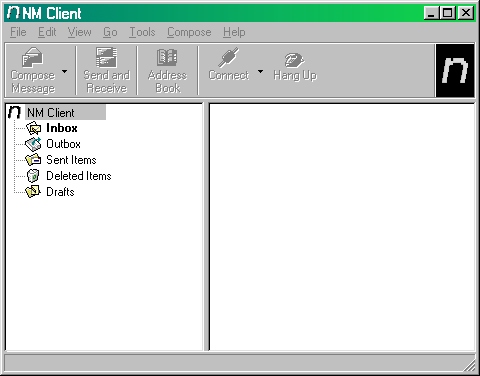 n NM Client
File Edit View Go Tools Compose Help
Compose Message
Send and Receive
Address Book
Connect
Hang Up
n
n NM Client
Inbox
Outbox
Sent Items
Deleted Items
Drafts